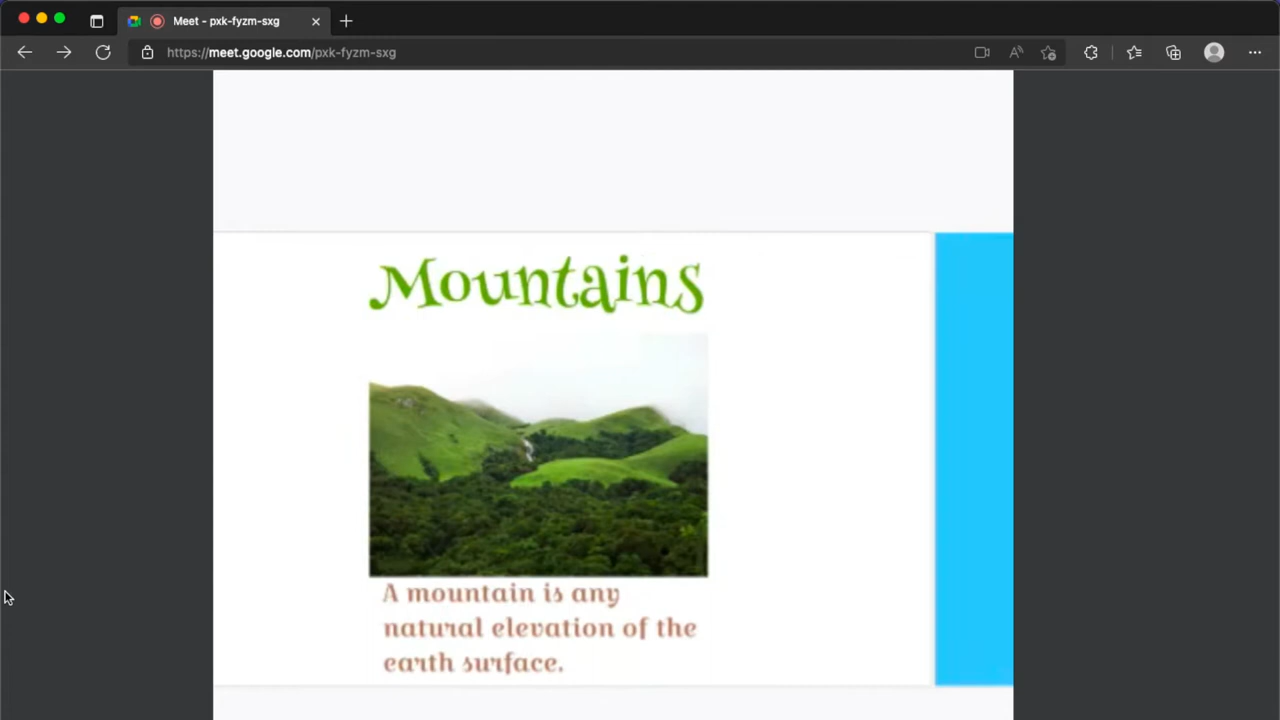 Meet - pxk-fyzm-sxg
https://meet.google.com/pxk-fyzm-sxg
Mountains
A mountain is any
natural elevation of the
earth surface.